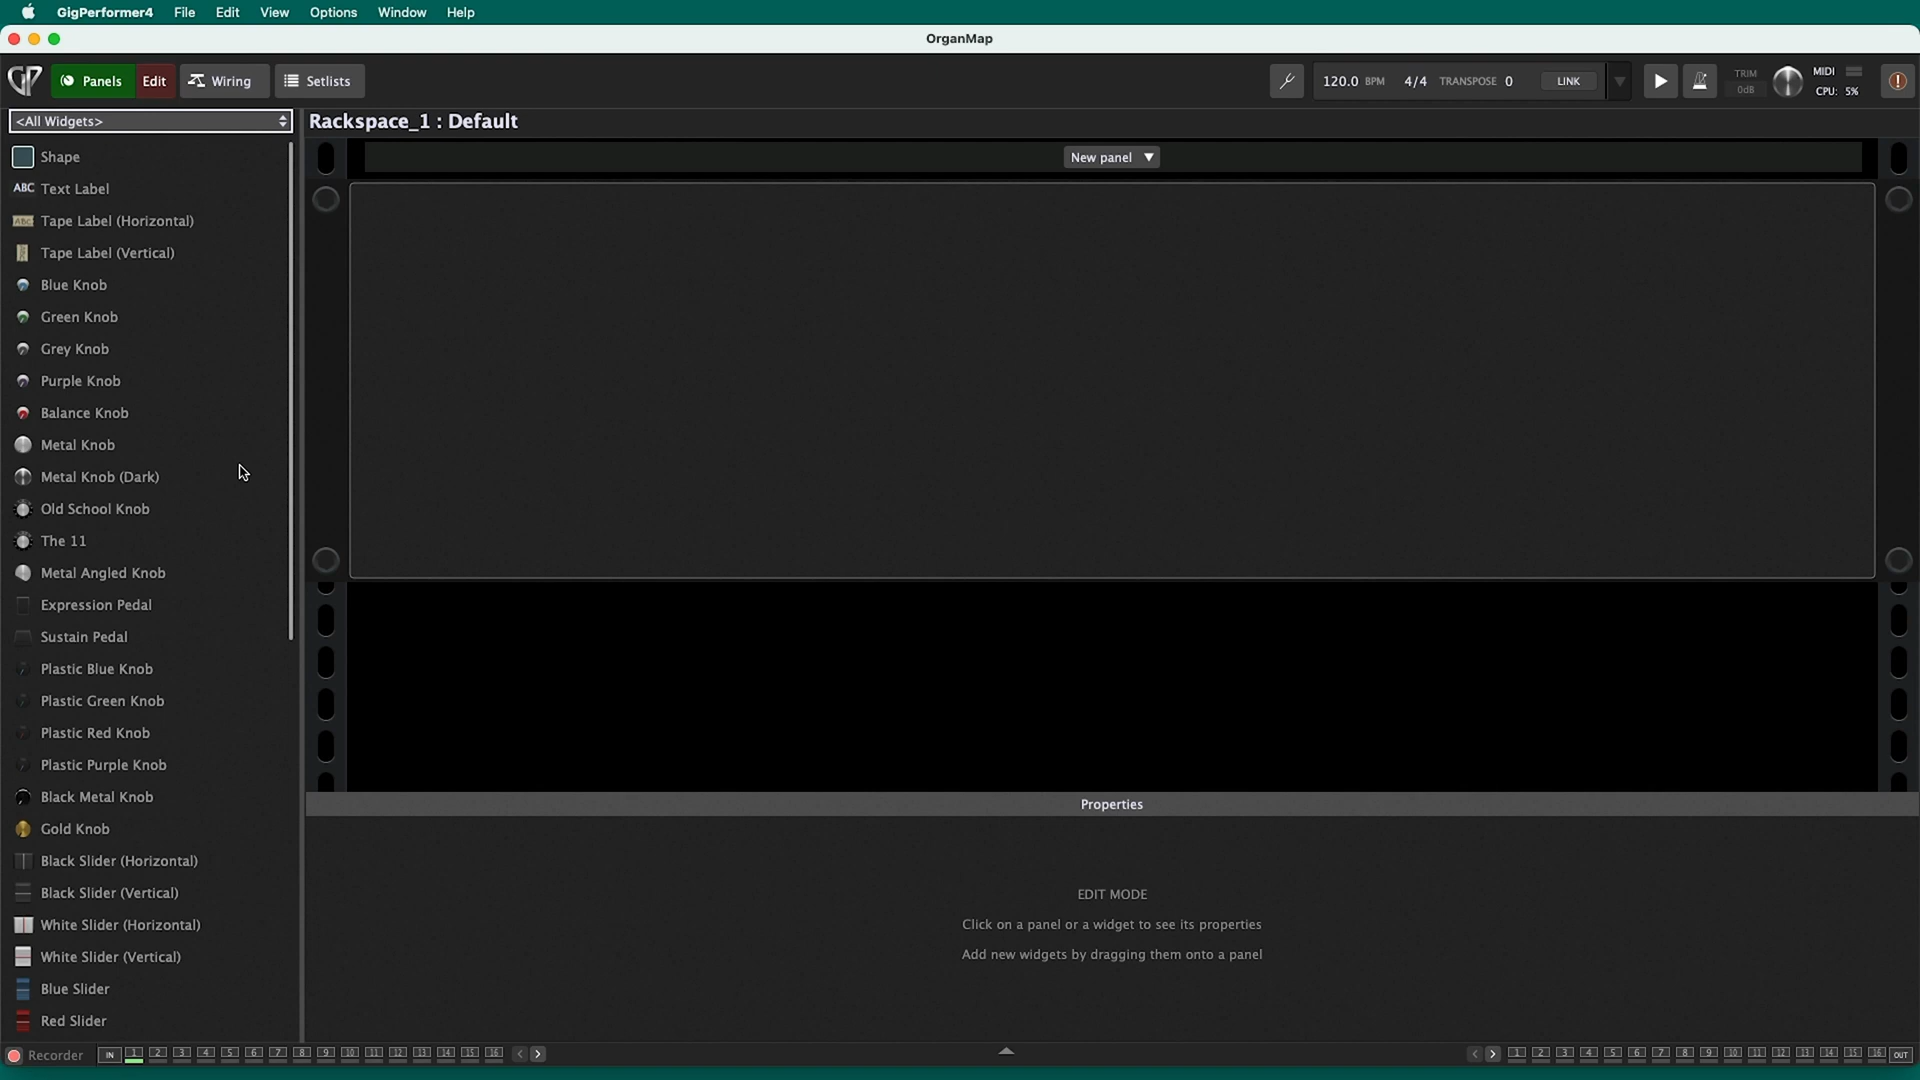 GigPerformer4 File Edit View Options Window Help
OrganMap
Panels Edit Wiring Setlists 120.0 BPM 4/4 TRANSPOSE 0 LINK TRIM 0dB MIDI CPU: 5%
<All Widgets>
Rackspace_1 : Default
New panel
Shape
ABC Text Label
ABC Tape Label (Horizontal)
Tape Label (Vertical)
Blue Knob
Green Knob
Grey Knob
Purple Knob
Balance Knob
Metal Knob
Metal Knob (Dark)
Old School Knob
The 11
Metal Angled Knob
Expression Pedal
Sustain Pedal
Plastic Blue Knob
Plastic Green Knob
Plastic Red Knob
Plastic Purple Knob
Black Metal Knob
Gold Knob
Black Slider (Horizontal)
Black Slider (Vertical)
White Slider (Horizontal)
White Slider (Vertical)
Blue Slider
Red Slider
Properties
EDIT MODE
Click on a panel or a widget to see its properties
Add new widgets by dragging them onto a panel
Recorder IN 1 2 3 4 5 6 7 8 9 10 11 12 13 14 15 16 < > < > 1 2 3 4 5 6 7 8 9 10 11 12 13 14 15 16 OUT